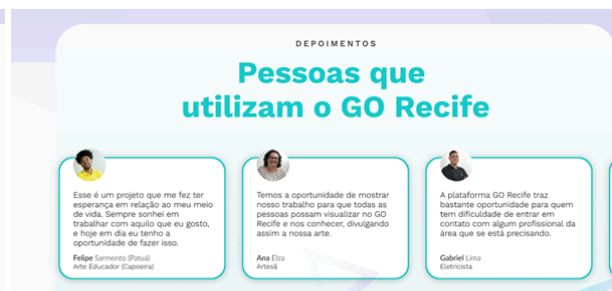 DEPOIMENTOS
Pessoas que
utilizam o GO Recife
Esse é um projeto que me fez ter
esperança em relação ao meu meio
de vida. Sempre sonhei em
trabalhar com aquilo que eu gosto,
e hoje em dia eu tenho a
oportunidade de fazer isso.
Felipe Sarmento (Patuá)
Arte Educador (Capoeira)
Temos a oportunidade de mostrar
nosso trabalho para que todas as
pessoas possam visualizar no GO
Recife e nos conhecer, divulgando
assim a nossa arte.
Ana Elza
Artesã
A plataforma GO Recife traz
bastante oportunidade para quem
tem dificuldade de entrar em
contato com algum profissional da
área que se está precisando.
Gabriel Lima
Eletricista